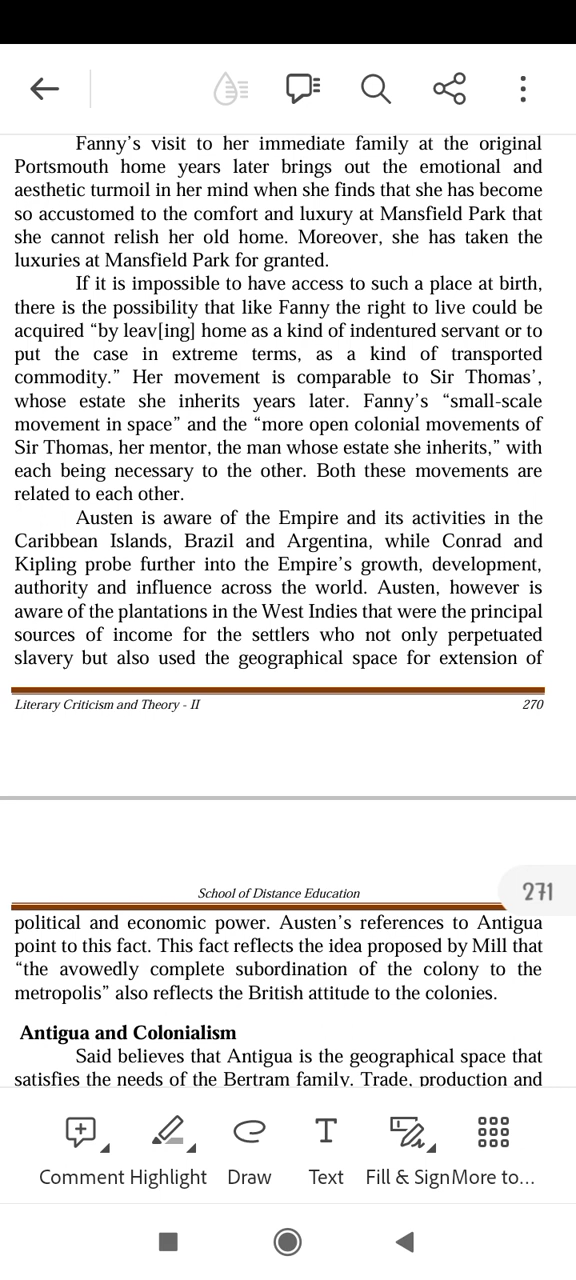 Fanny’s visit to her immediate family at the original
Portsmouth home years later brings out the emotional and
aesthetic turmoil in her mind when she finds that she has become
so accustomed to the comfort and luxury at Mansfield Park that
she cannot relish her old home. Moreover, she has taken the
luxuries at Mansfield Park for granted.
If it is impossible to have access to such a place at birth,
there is the possibility that like Fanny the right to live could be
acquired “by leav[ing] home as a kind of indentured servant or to
put the case in extreme terms, as a kind of transported
commodity.” Her movement is comparable to Sir Thomas’,
whose estate she inherits years later. Fanny’s “small-scale
movement in space” and the “more open colonial movements of
Sir Thomas, her mentor, the man whose estate she inherits,” with
each being necessary to the other. Both these movements are
related to each other.
Austen is aware of the Empire and its activities in the
Caribbean Islands, Brazil and Argentina, while Conrad and
Kipling probe further into the Empire’s growth, development,
authority and influence across the world. Austen, however is
aware of the plantations in the West Indies that were the principal
sources of income for the settlers who not only perpetuated
slavery but also used the geographical space for extension of
Literary Criticism and Theory - II 270
271
School of Distance Education
political and economic power. Austen’s references to Antigua
point to this fact. This fact reflects the idea proposed by Mill that
“the avowedly complete subordination of the colony to the
metropolis” also reflects the British attitude to the colonies.
Antigua and Colonialism
Said believes that Antigua is the geographical space that
satisfies the needs of the Bertram family. Trade, production and
Comment Highlight Draw Text Fill & Sign More to...